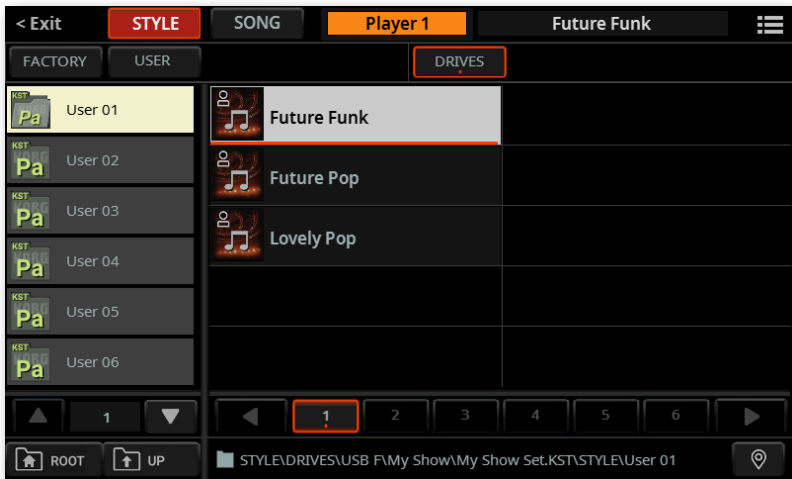 < Exit STYLE SONG Player 1 Future Funk
FACTORY USER DRIVES
KST Pa User 01
KST Pa User 02
KST Pa User 03
KST Pa User 04
KST Pa User 05
KST Pa User 06
Future Funk
Future Pop
Lovely Pop
1 1 2 3 4 5 6
ROOT UP STYLE\DRIVES\USB F\My Show\My Show Set.KST\STYLE\User 01